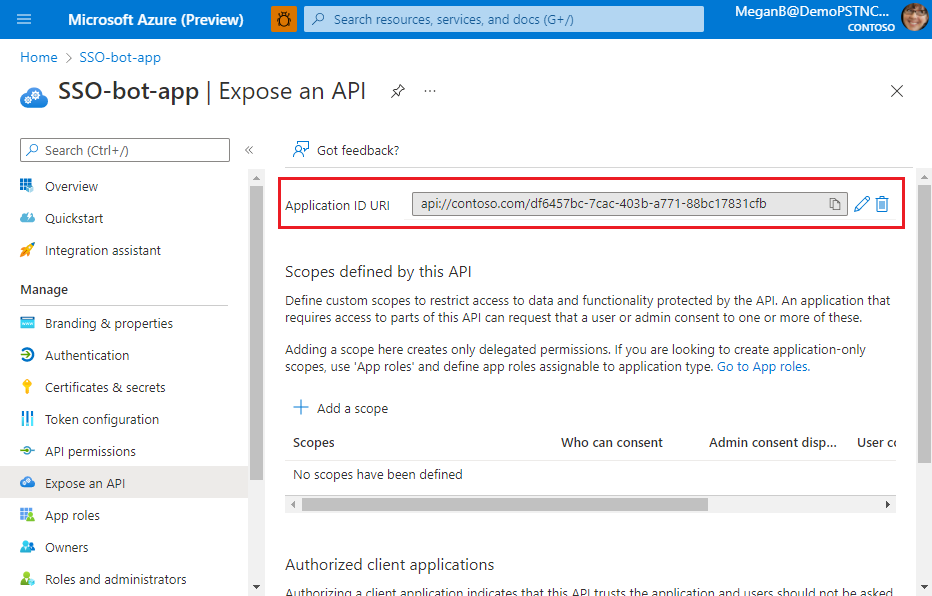 Microsoft Azure (Preview)
Search resources, services, and docs (G+/)
MeganB@DemoPSTNC...
CONTOSO
Home > SSO-bot-app
SSO-bot-app | Expose an API
...
Search (Ctrl+/)
«
Got feedback?
Overview
Quickstart
Integration assistant
Manage
Branding & properties
Authentication
Certificates & secrets
Token configuration
API permissions
Expose an API
App roles
Owners
Roles and administrators
Application ID URI
api://contoso.com/df6457bc-7cac-403b-a771-88bc17831cfb
Scopes defined by this API
Define custom scopes to restrict access to data and functionality protected by the API. An application that
requires access to parts of this API can request that a user or admin consent to one or more of these.
Adding a scope here creates only delegated permissions. If you are looking to create application-only
scopes, use 'App roles' and define app roles assignable to application type. Go to App roles.
Add a scope
Scopes Who can consent Admin consent disp... User co
No scopes have been defined
Authorized client applications
Authorizing a client application indicates that this API trusts the application and users should not be asked